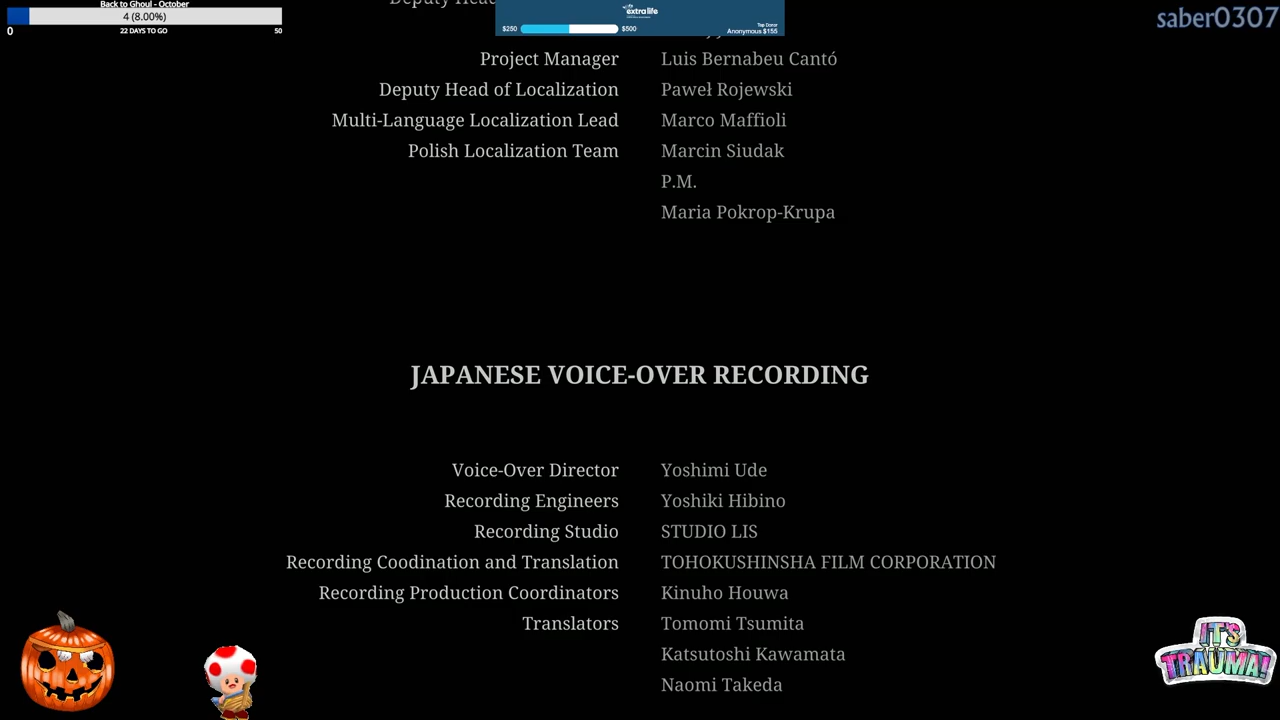 Back to Ghoul - October
4 (8.00%)
0 22 DAYS TO GO 50
extralife
$250 $500
Top Donor
Anonymous $155
saber0307
Deputy Hea
Project Manager Luis Bernabeu Cantó
Deputy Head of Localization Paweł Rojewski
Multi-Language Localization Lead Marco Maffioli
Polish Localization Team Marcin Siudak
P.M.
Maria Pokrop-Krupa
JAPANESE VOICE-OVER RECORDING
Voice-Over Director Yoshimi Ude
Recording Engineers Yoshiki Hibino
Recording Studio STUDIO LIS
Recording Coodination and Translation TOHOKUSHINSHA FILM CORPORATION
Recording Production Coordinators Kinuho Houwa
Translators Tomomi Tsumita
Katsutoshi Kawamata
Naomi Takeda
IT'S
TRAUMA!